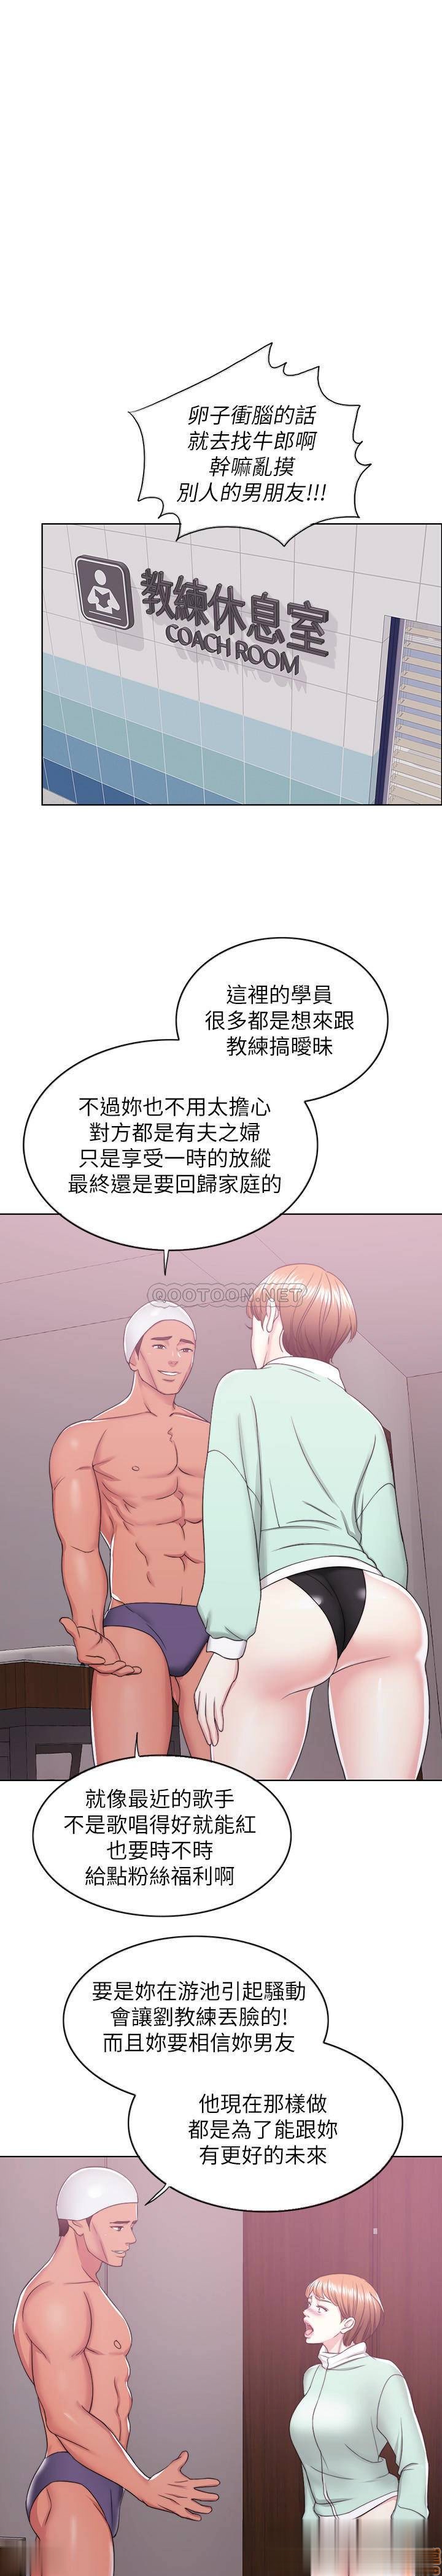 卵子衝腦的話
就去找牛郎啊
幹嘛亂摸
別人的男朋友!!!
教練休息室
COACH ROOM
這裡的學員
很多都是想來跟
教練搞曖昧
不過妳也不用太擔心
對方都是有夫之婦
只是享受一時的放縱
最終還是要回歸家庭的
QOOTOON.NET
就像最近的歌手
不是歌唱得好就能紅
也要時不時
給點粉絲福利啊
要是妳在游池引起騷動
會讓劉教練丟臉的!
而且妳要相信妳男友
他現在那樣做
都是為了能跟妳
有更好的未來